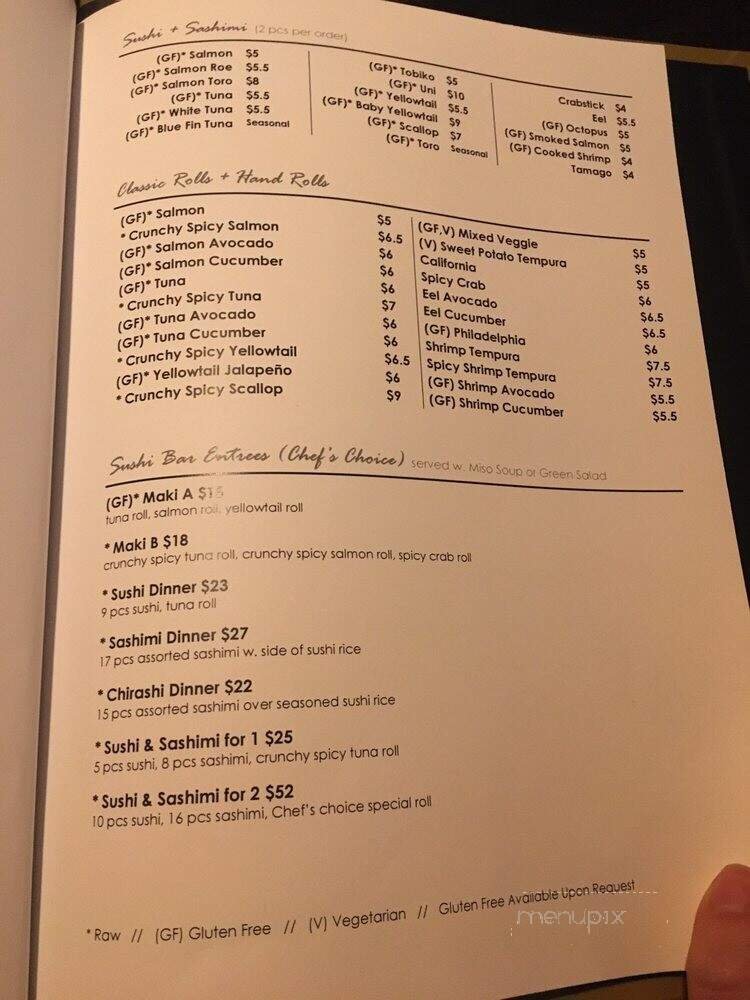 Sushi + Sashimi (2 pcs per order)
(GF)* Salmon $5
(GF)* Salmon Roe $5.5
(GF)* Salmon Toro $8
(GF)* Tuna $5.5
(GF)* White Tuna $5.5
(GF)* Blue Fin Tuna Seasonal
(GF)* Tobiko $5
(GF)* Uni $10
(GF)* Yellowtail $5.5
(GF)* Baby Yellowtail $9
(GF)* Scallop $7
(GF)* Toro Seasonal
Crabstick $4
Eel $5.5
(GF) Octopus $5
(GF) Smoked Salmon $5
(GF) Cooked Shrimp $4
Tamago $4
Classic Rolls + Hand Rolls
(GF)* Salmon $5
* Crunchy Spicy Salmon $6.5
(GF)* Salmon Avocado $6
(GF)* Salmon Cucumber $6
(GF)* Tuna $6
* Crunchy Spicy Tuna $7
(GF)* Tuna Avocado $6
(GF)* Tuna Cucumber $6
* Crunchy Spicy Yellowtail $6.5
(GF)* Yellowtail Jalapeño $6
* Crunchy Spicy Scallop $9
(GF,V) Mixed Veggie $5
(V) Sweet Potato Tempura $5
California $5
Spicy Crab $6
Eel Avocado $6.5
Eel Cucumber $6.5
(GF) Philadelphia $6
Shrimp Tempura $7.5
Spicy Shrimp Tempura $7.5
(GF) Shrimp Avocado $5.5
(GF) Shrimp Cucumber $5.5
Sushi Bar Entrees (Chef's Choice) served w. Miso Soup or Green Salad
(GF)* Maki A $15
tuna roll, salmon roll, yellowtail roll
* Maki B $18
crunchy spicy tuna roll, crunchy spicy salmon roll, spicy crab roll
* Sushi Dinner $23
9 pcs sushi, tuna roll
* Sashimi Dinner $27
17 pcs assorted sashimi w. side of sushi rice
* Chirashi Dinner $22
15 pcs assorted sashimi over seasoned sushi rice
* Sushi & Sashimi for 1 $25
5 pcs sushi, 8 pcs sashimi, crunchy spicy tuna roll
* Sushi & Sashimi for 2 $52
10 pcs sushi, 16 pcs sashimi, Chef's choice special roll
* Raw // (GF) Gluten Free // (V) Vegetarian // Gluten Free Available Upon Request
menupix